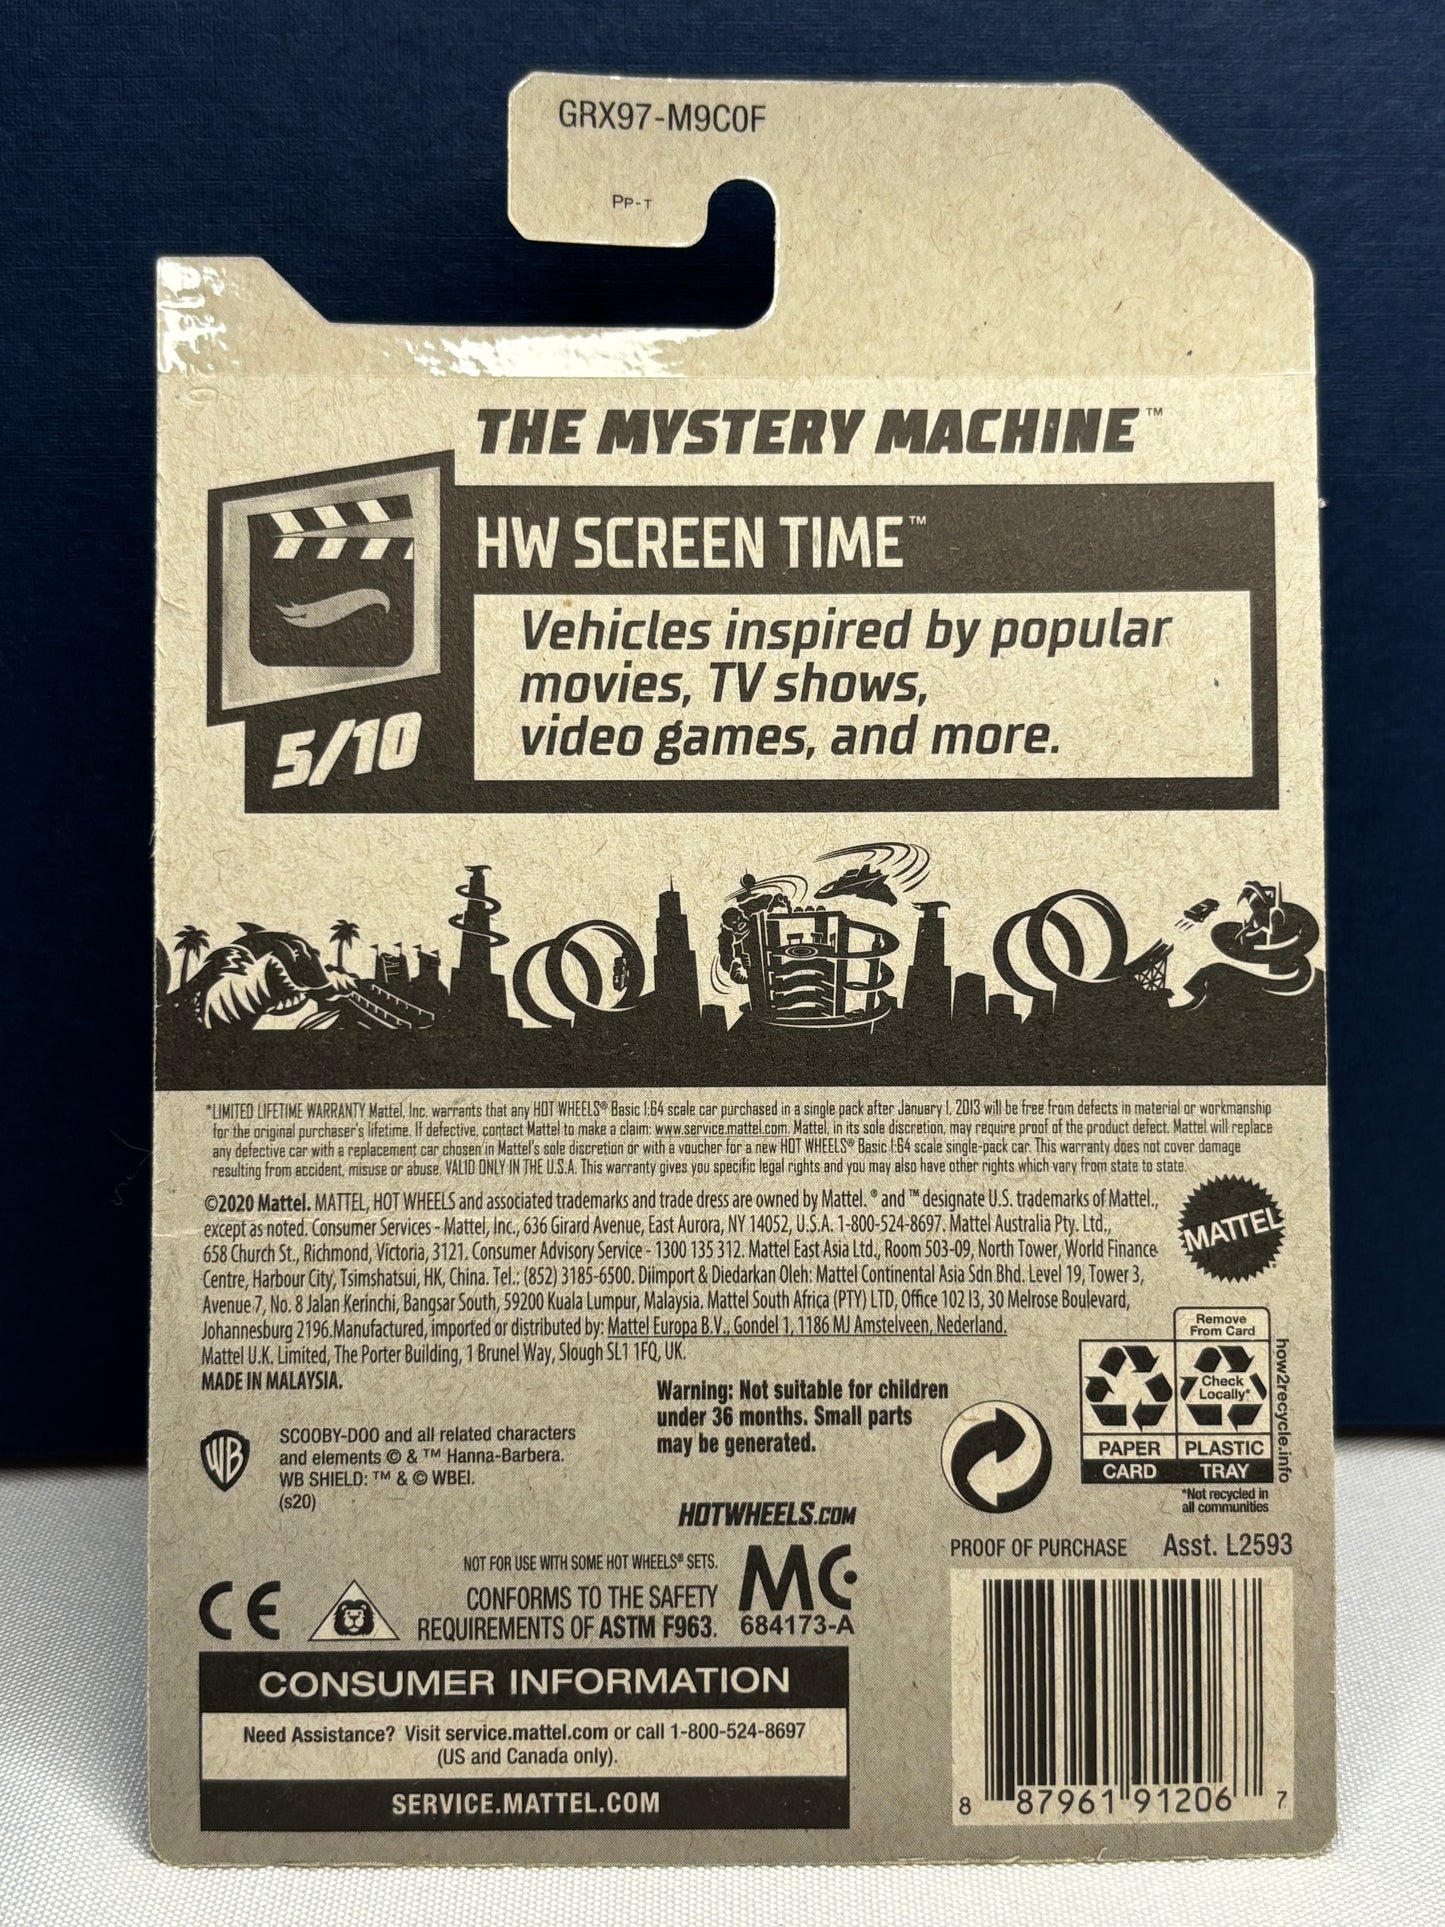 GRX97-M9C0F
PP-T
THE MYSTERY MACHINE™
HW SCREEN TIME™
Vehicles inspired by popular
movies, TV shows,
video games, and more.
5/10
*LIMITED LIFETIME WARRANTY Mattel, Inc. warrants that any HOT WHEELS® Basic 1:64 scale car purchased in a single pack after January 1, 2013 will be free from defects in material or workmanship
for the original purchaser's lifetime. If defective, contact Mattel to make a claim: www.service.mattel.com. Mattel, in its sole discretion, may require proof of the product defect. Mattel will replace
any defective car with a replacement car chosen in Mattel's sole discretion or with a voucher for a new HOT WHEELS® Basic 1:64 scale single-pack car. This warranty does not cover damage
resulting from accident, misuse or abuse. VALID ONLY IN THE U.S.A. This warranty gives you specific legal rights and you may also have other rights which vary from state to state.
©2020 Mattel. MATTEL, HOT WHEELS and associated trademarks and trade dress are owned by Mattel. ® and ™ designate U.S. trademarks of Mattel.,
except as noted. Consumer Services - Mattel, Inc., 636 Girard Avenue, East Aurora, NY 14052, U.S.A. 1-800-524-8697. Mattel Australia Pty. Ltd.,
658 Church St., Richmond, Victoria, 3121. Consumer Advisory Service - 1300 135 312. Mattel East Asia Ltd., Room 503-09, North Tower, World Finance
Centre, Harbour City, Tsimshatsui, HK, China. Tel.: (852) 3185-6500. Diimport & Diedarkan Oleh: Mattel Continental Asia Sdn Bhd. Level 19, Tower 3,
Avenue 7, No. 8 Jalan Kerinchi, Bangsar South, 59200 Kuala Lumpur, Malaysia. Mattel South Africa (PTY) LTD, Office 102 I3, 30 Melrose Boulevard,
Johannesburg 2196.Manufactured, imported or distributed by: Mattel Europa B.V., Gondel 1, 1186 MJ Amstelveen, Nederland.
Mattel U.K. Limited, The Porter Building, 1 Brunel Way, Slough SL1 1FQ, UK.
MADE IN MALAYSIA.
MATTEL
Warning: Not suitable for children
under 36 months. Small parts
may be generated.
WB
SCOOBY-DOO and all related characters
and elements © & ™ Hanna-Barbera.
WB SHIELD: ™ & © WBEI.
(s20)
Remove
From Card
Check
Locally*
PAPER
CARD
PLASTIC
TRAY
how2recycle.info
*Not recycled in
all communities
HOTWHEELS.COM
NOT FOR USE WITH SOME HOT WHEELS® SETS.
CE
CONFORMS TO THE SAFETY
REQUIREMENTS OF ASTM F963.
MC
684173-A
PROOF OF PURCHASE Asst. L2593
CONSUMER INFORMATION
Need Assistance? Visit service.mattel.com or call 1-800-524-8697
(US and Canada only).
SERVICE.MATTEL.COM
8 87961 91206 7